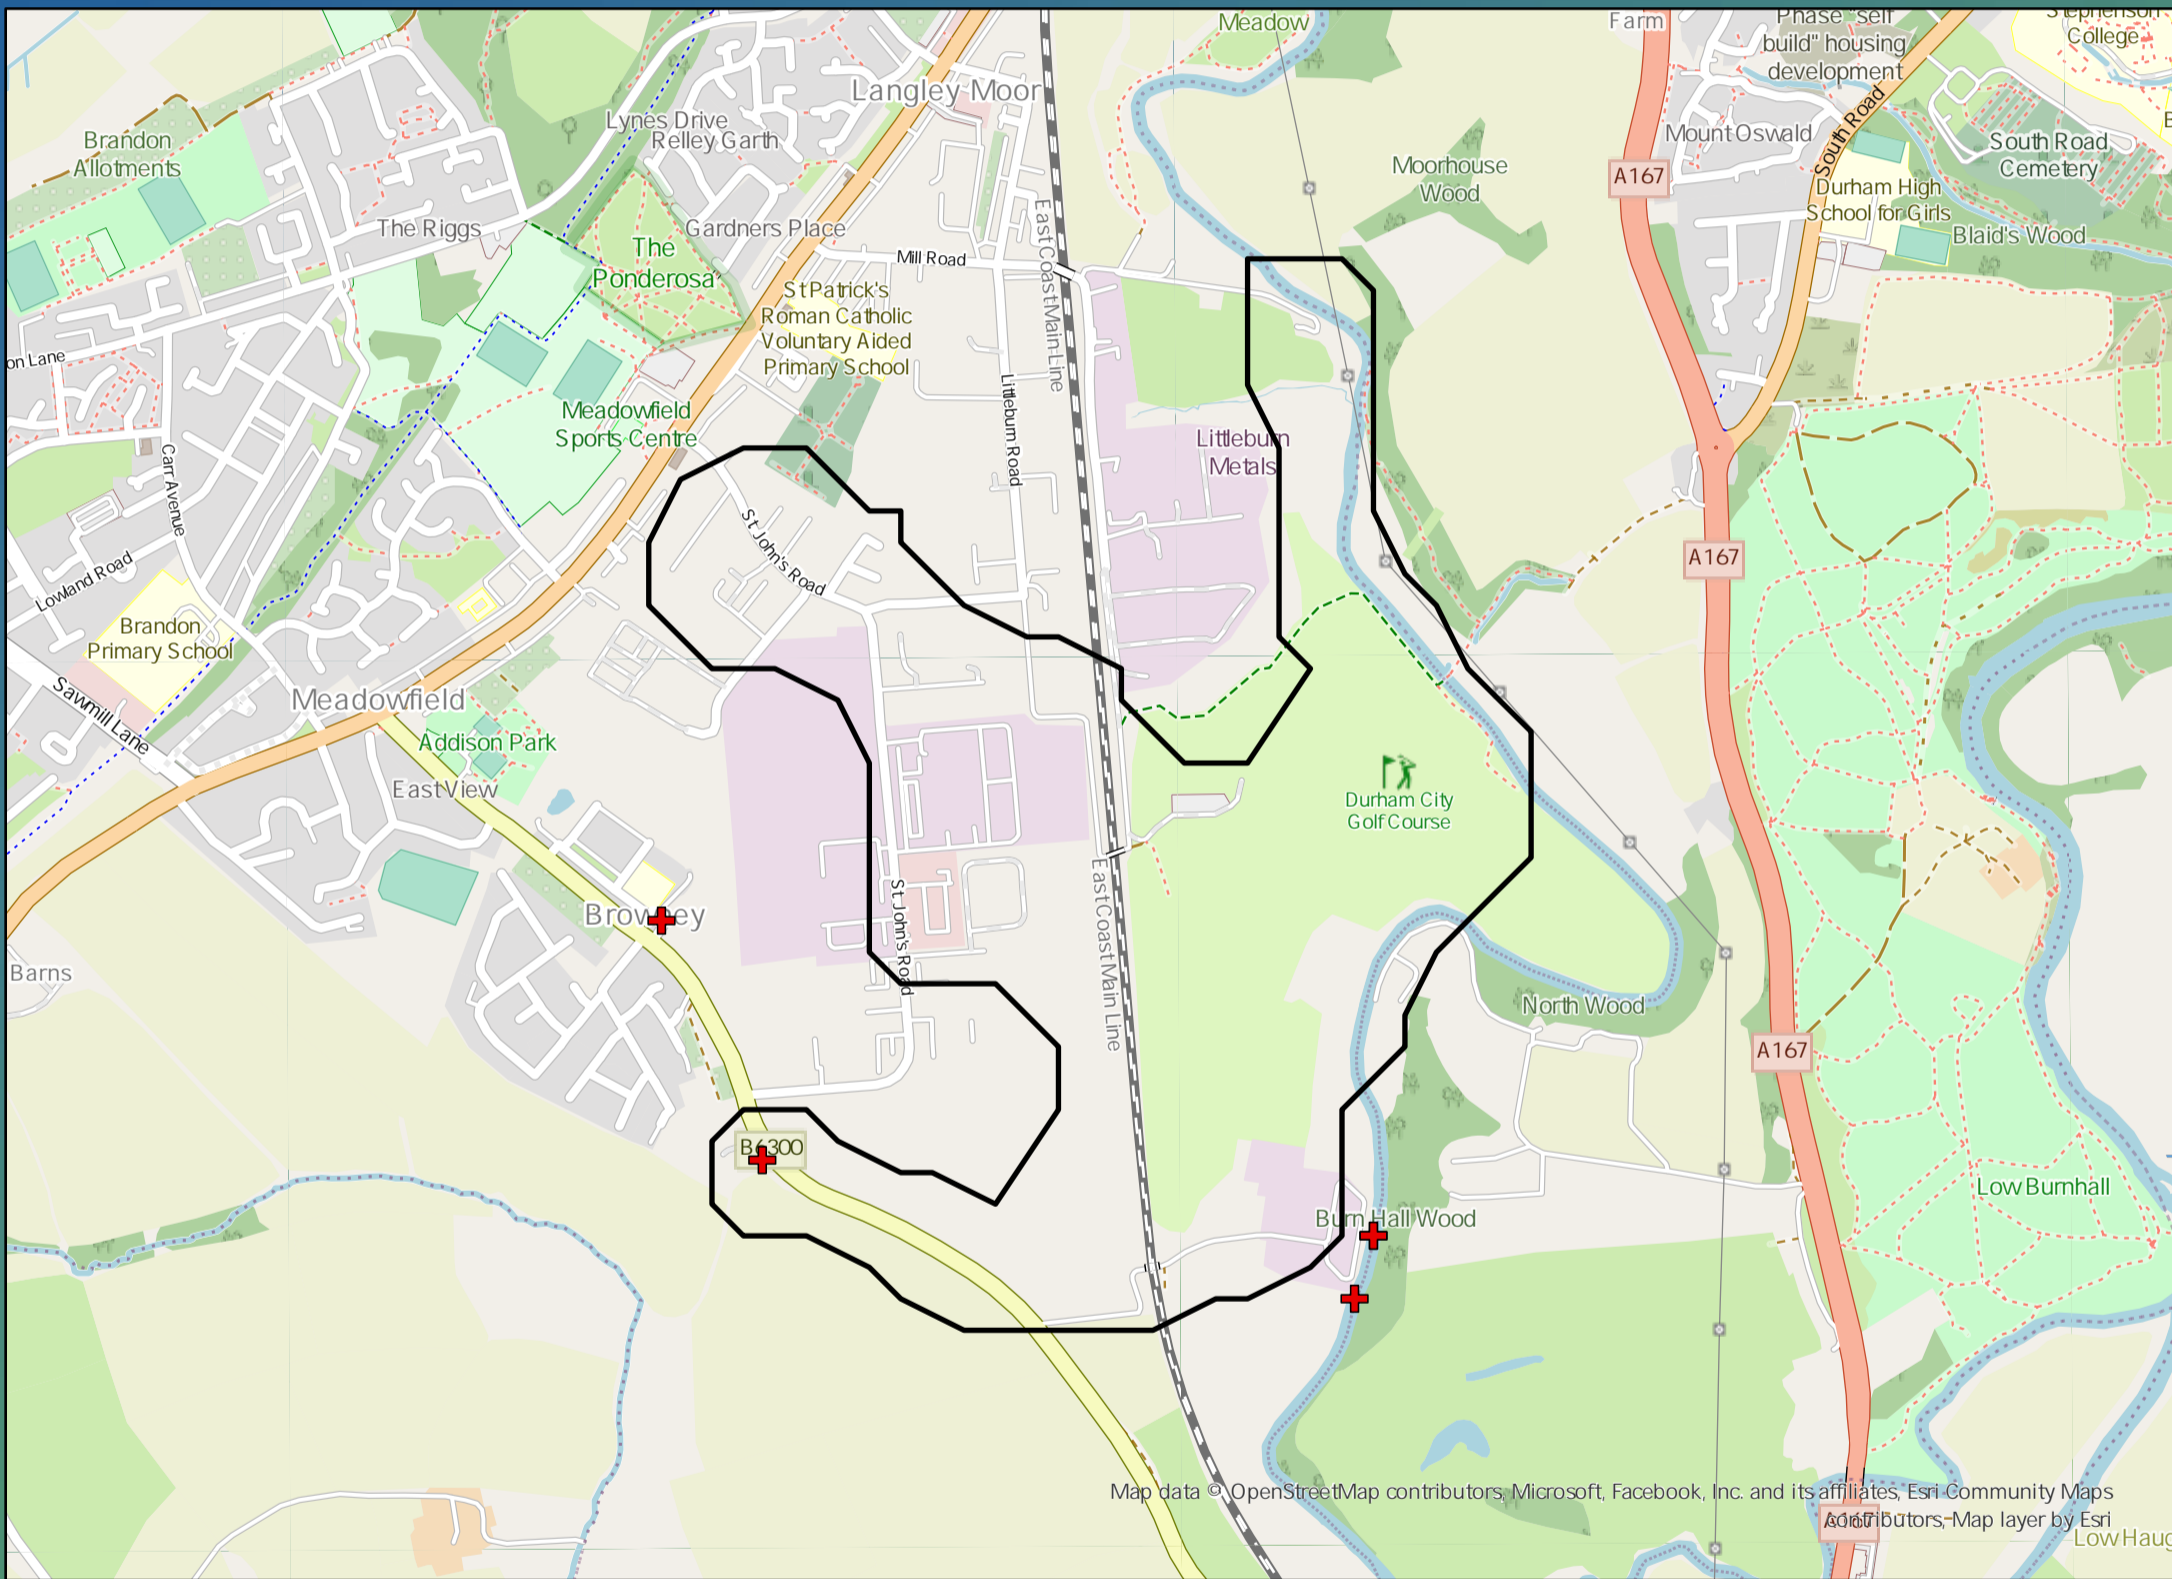 Meadow
Farm
Phase "self
build" housing
development
Stephenson
College
Langley Moor
Lynes Drive
Relley Garth
Brandon
Allotments
Mount Oswald
South Road
South Road
Cemetery
Moorhouse
Wood
A167
Durham High
School for Girls
Blaid's Wood
The Riggs
Gardners Place
The
Ponderosa
Mill Road
East Coast Main Line
St Patrick's
Roman Catholic
Voluntary Aided
Primary School
on Lane
Meadowfield
Sports Centre
Littleburn Road
Littleburn
Metals
Carr Avenue
St John's Road
A167
Lowland Road
Brandon
Primary School
Sawmill Lane
Meadowfield
Addison Park
East View
Durham City
Golf Course
Browney
St John's Road
East Coast Main Line
Barns
North Wood
A167
B6300
Low Burnhall
Burn Hall Wood
Map data © OpenStreetMap contributors, Microsoft, Facebook, Inc. and its affiliates, Esri Community Maps
contributors, Map layer by Esri
A167
Low Haug